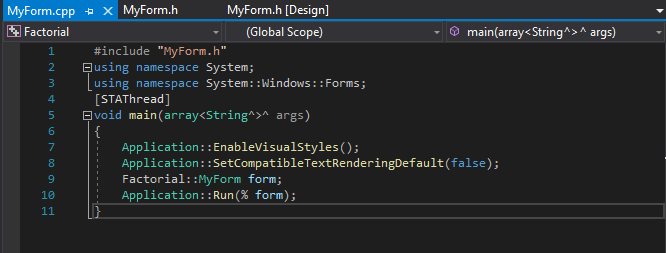 MyForm.cpp MyForm.h MyForm.h [Design]
Factorial (Global Scope) main(array<String^>^ args)
1 #include "MyForm.h"
2 using namespace System;
3 using namespace System::Windows::Forms;
4 [STAThread]
5 void main(array<String^>^ args)
6 {
7 Application::EnableVisualStyles();
8 Application::SetCompatibleTextRenderingDefault(false);
9 Factorial::MyForm form;
10 Application::Run(% form);
11 }